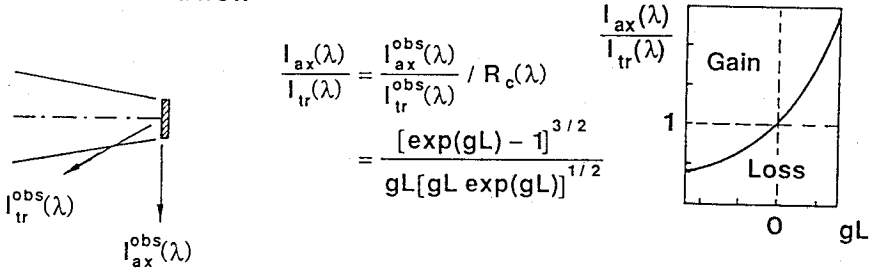 I_ax(λ) / I_tr(λ) = I_ax^obs(λ) / I_tr^obs(λ) / R_c(λ)
= [exp(gL) − 1]^3/2 / gL[gL exp(gL)]^1/2
I_tr^obs(λ)
I_ax^obs(λ)
I_ax(λ) / I_tr(λ)
Gain
1
Loss
0
gL